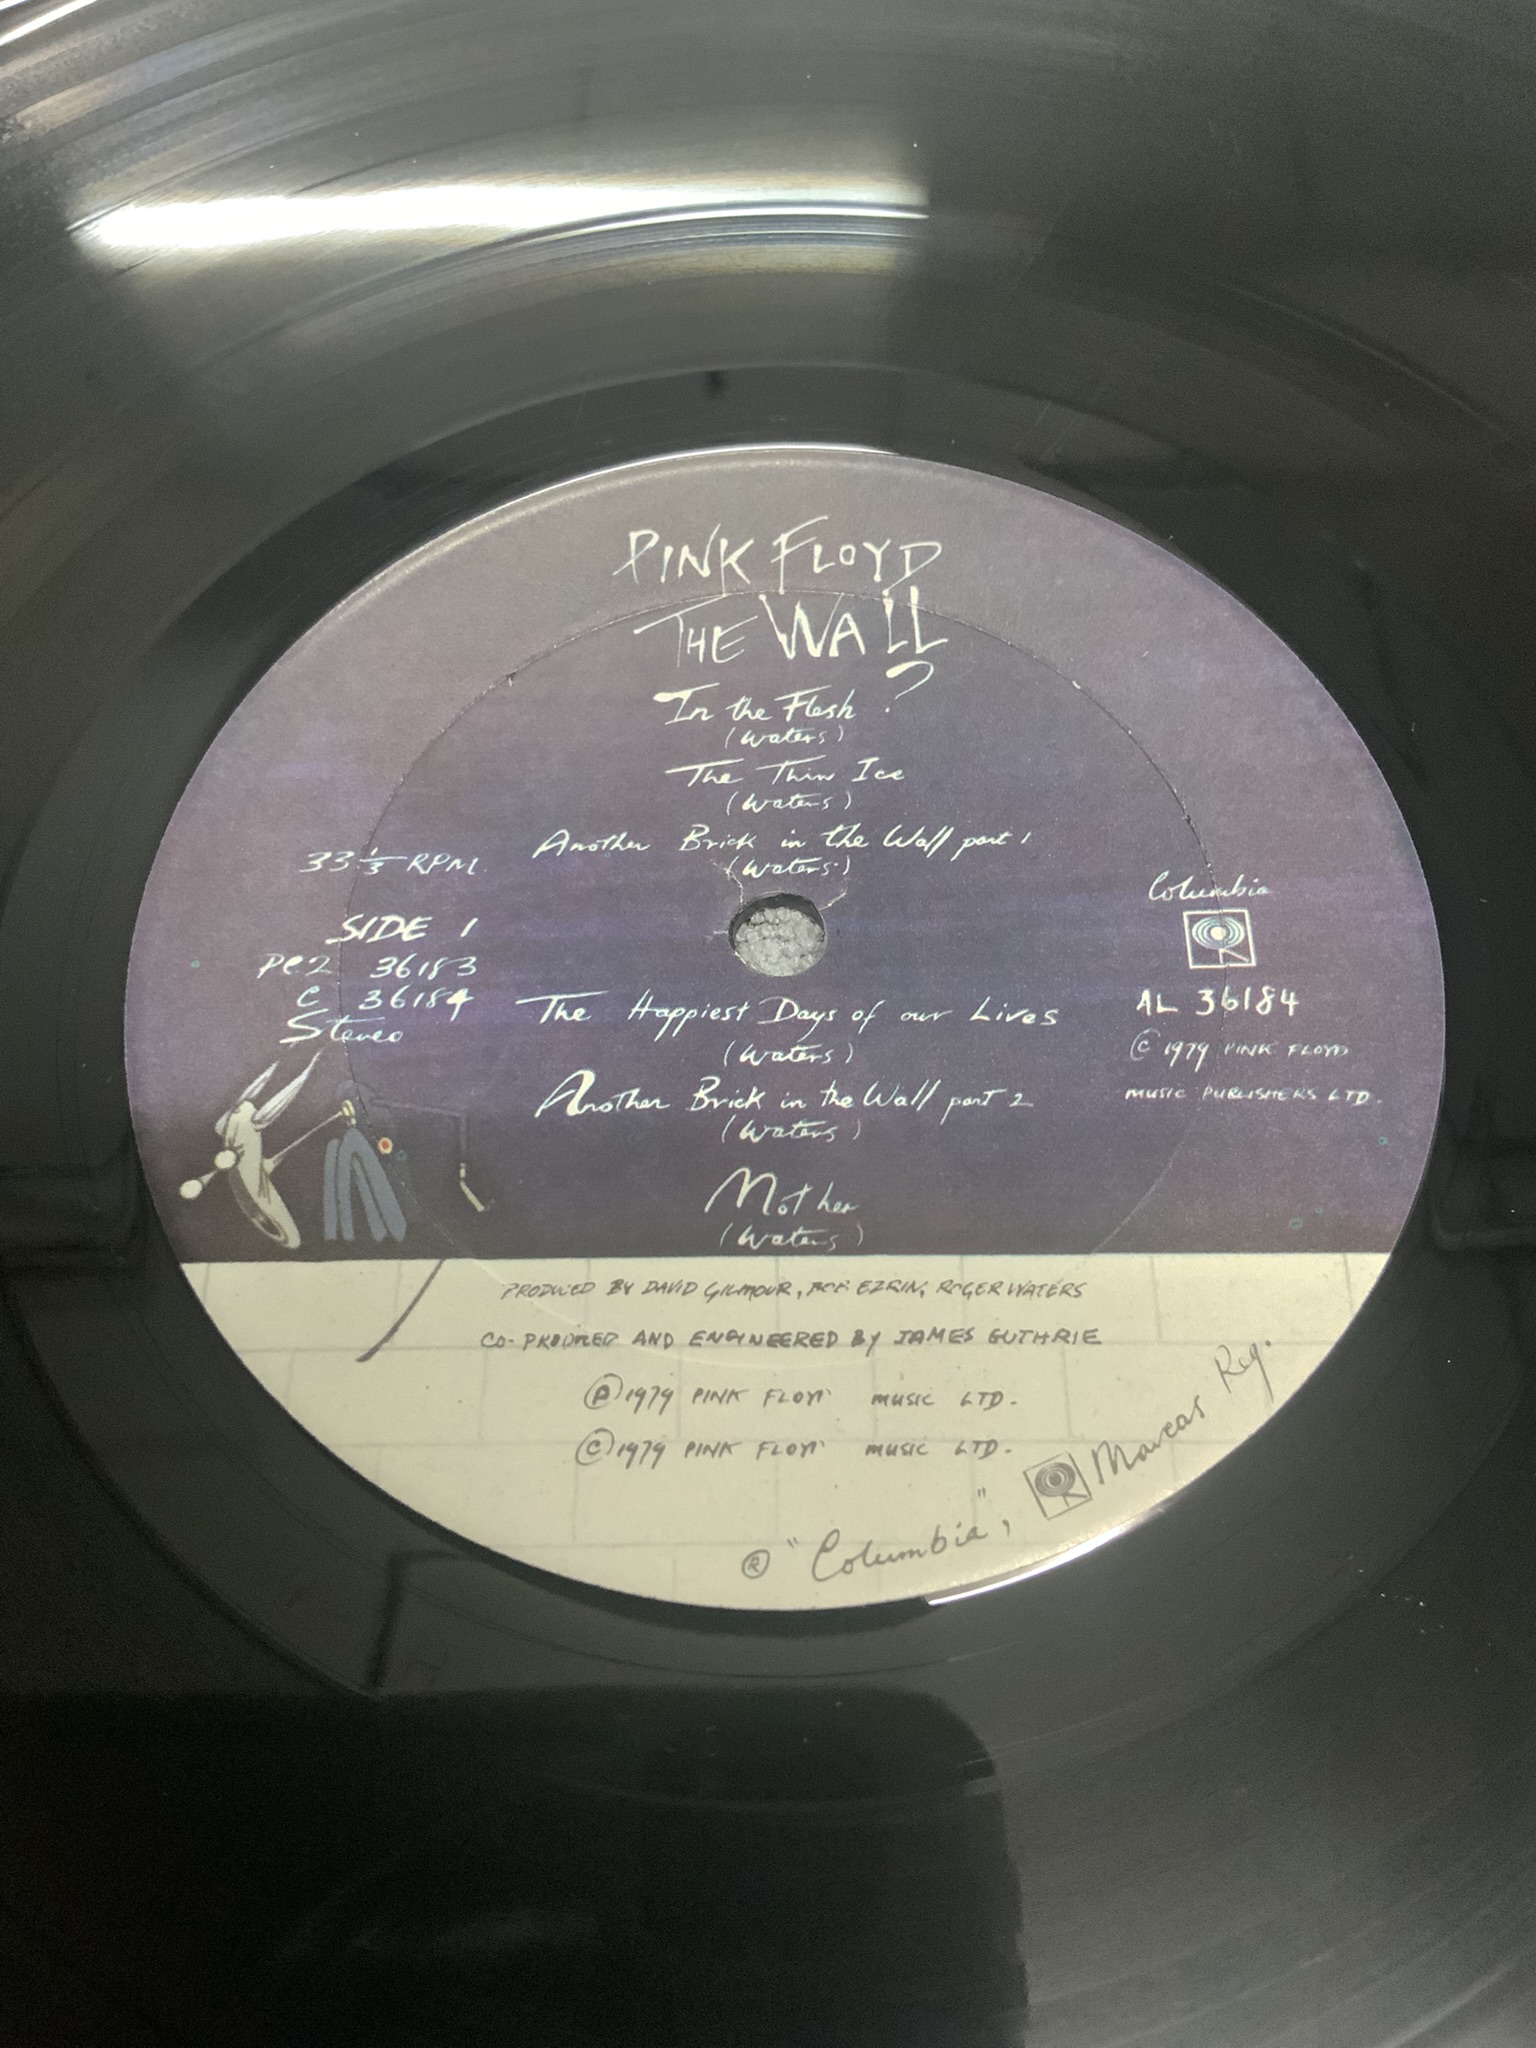 PINK FLOYD
THE WALL
In the Flesh ?
(Waters)
The Thin Ice
(Waters)
Another Brick in the Wall part 1
(Waters)
33 1/3 RPM
SIDE 1
PC2 36183
C 36184
Stereo
Columbia
AL 36184
© 1979 PINK FLOYD
MUSIC PUBLISHERS LTD.
The Happiest Days of our Lives
(Waters)
Another Brick in the Wall part 2
(Waters)
Mother
(Waters)
PRODUCED BY DAVID GILMOUR, BOB EZRIN, ROGER WATERS
CO-PRODUCED AND ENGINEERED BY JAMES GUTHRIE
Ⓟ 1979 PINK FLOYD MUSIC LTD.
© 1979 PINK FLOYD MUSIC LTD.
® "Columbia", Marcas Reg.